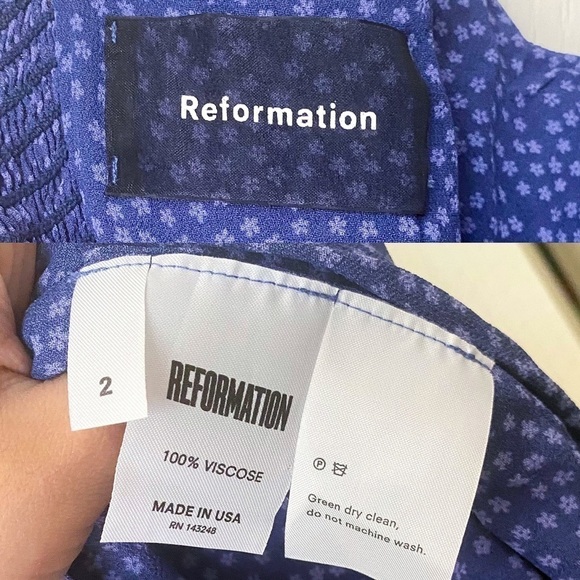 Reformation
2
REFORMATION
100% VISCOSE
MADE IN USA
RN 143248
P
Green dry clean,
do not machine wash.